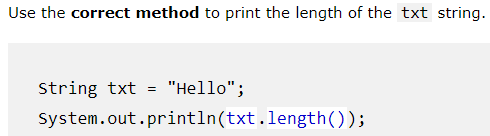 Use the correct method to print the length of the txt string.
String txt = "Hello";
System.out.println(txt.length());